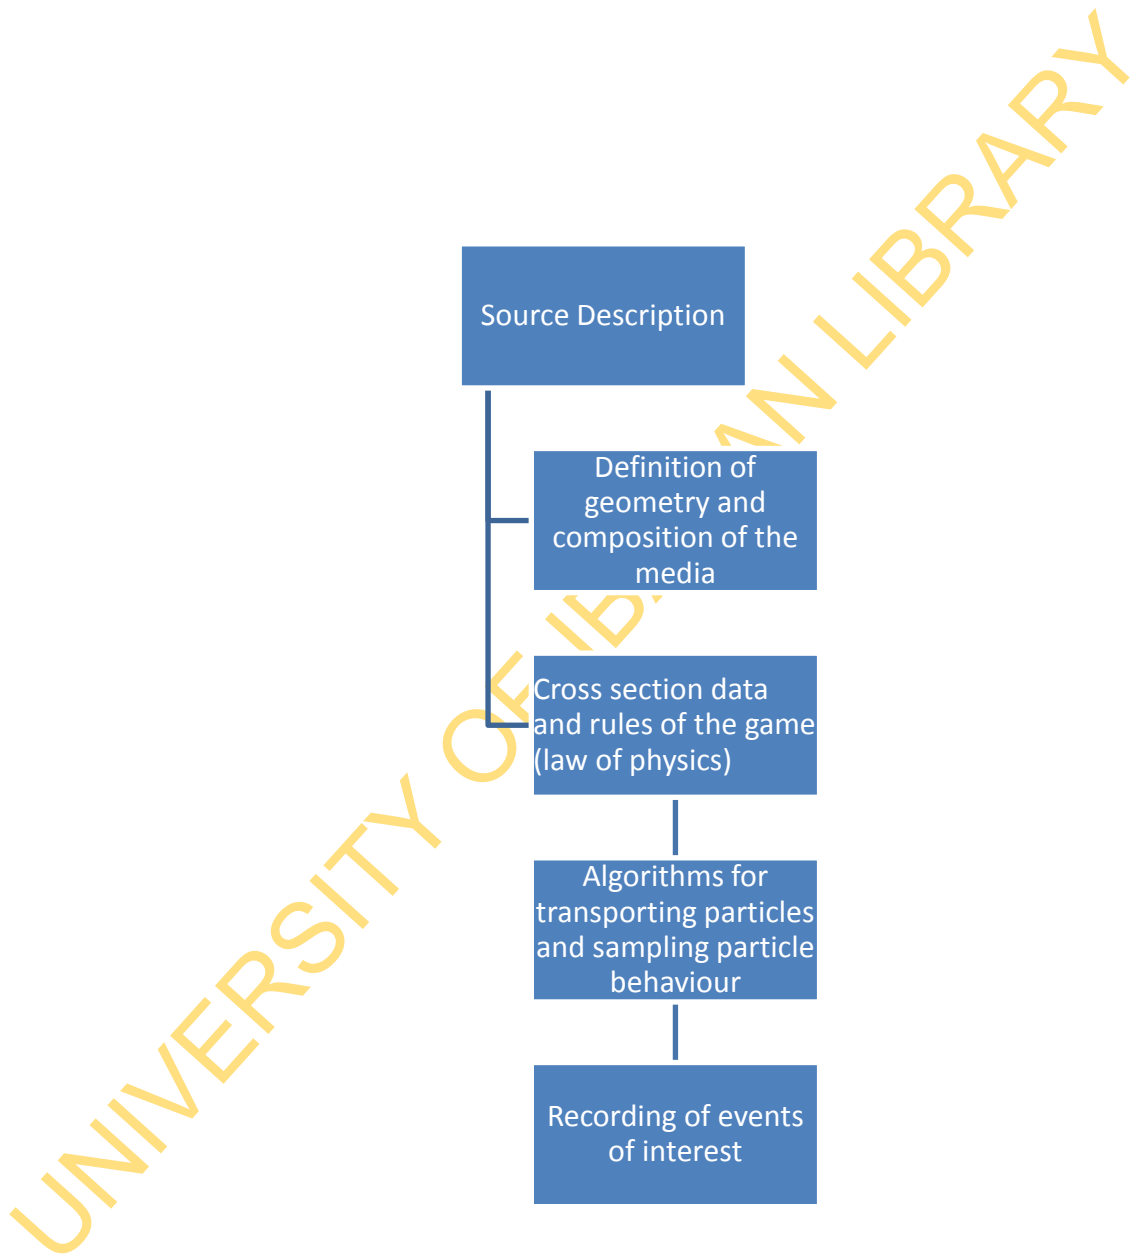 Source Description
Definition of
geometry and
composition of the
media
Cross section data
and rules of the game
(law of physics)
Algorithms for
transporting particles
and sampling particle
behaviour
Recording of events
of interest
UNIVERSITY OF IBADAN LIBRARY